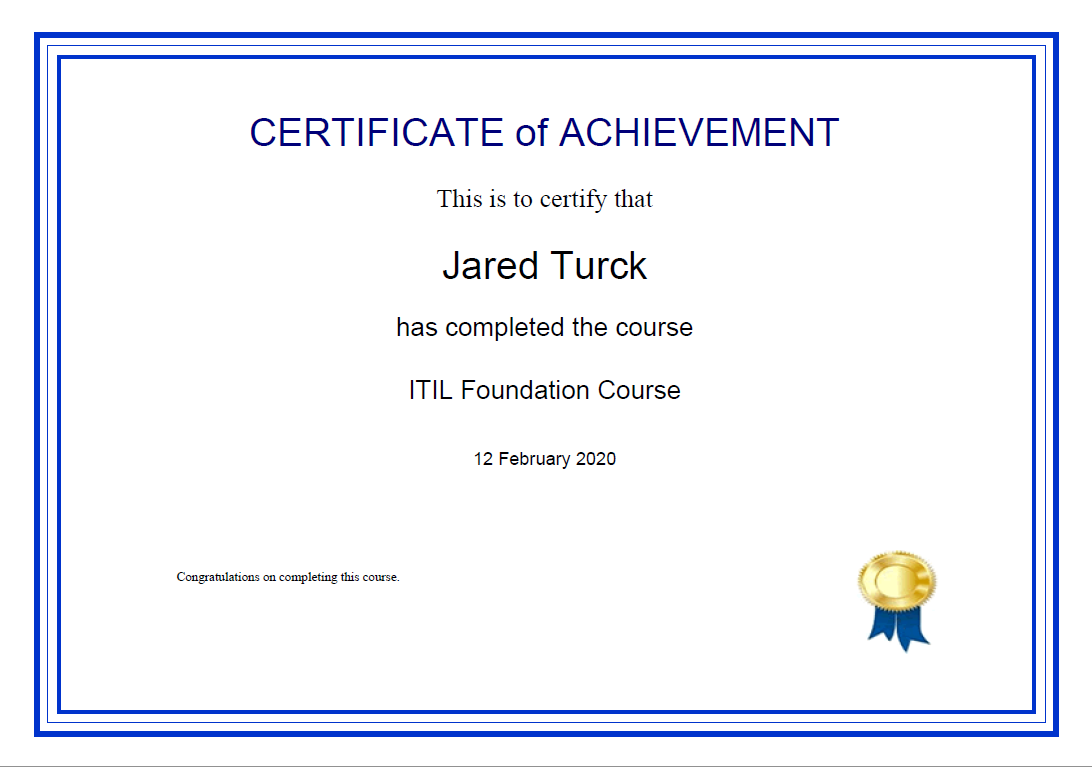 CERTIFICATE of ACHIEVEMENT
This is to certify that
Jared Turck
has completed the course
ITIL Foundation Course
12 February 2020
Congratulations on completing this course.